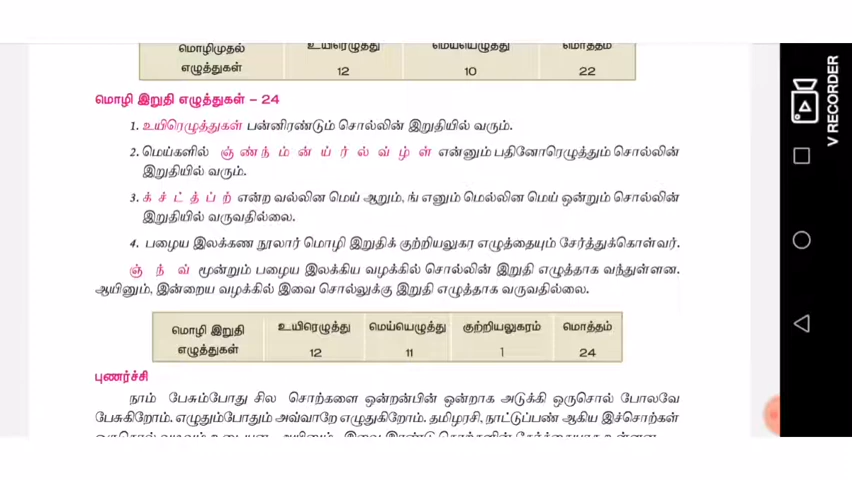 மொழிமுதல் உயிரெழுத்து மெய்யெழுத்து மொத்தம்
எழுத்துகள் 12 10 22
மொழி இறுதி எழுத்துகள் – 24
1. உயிரெழுத்துகள் பன்னிரண்டும் சொல்லின் இறுதியில் வரும்.
2. மெய்களில் ஞ் ண் ந் ம் ன் ய் ர் ல் வ் ழ் ள் என்னும் பதினோரெழுத்தும் சொல்லின்
இறுதியில் வரும்.
3. க் ச் ட் த் ப் ற் என்ற வல்லின மெய் ஆறும், ங் எனும் மெல்லின மெய் ஒன்றும் சொல்லின்
இறுதியில் வருவதில்லை.
4. பழைய இலக்கண நூலார் மொழி இறுதிக் குற்றியலுகர எழுத்தையும் சேர்த்துக்கொள்வர்.
ஞ் ந் வ் மூன்றும் பழைய இலக்கிய வழக்கில் சொல்லின் இறுதி எழுத்தாக வந்துள்ளன.
ஆயினும், இன்றைய வழக்கில் இவை சொல்லுக்கு இறுதி எழுத்தாக வருவதில்லை.
மொழி இறுதி உயிரெழுத்து மெய்யெழுத்து குற்றியலுகரம் மொத்தம்
எழுத்துகள் 12 11 1 24
புணர்ச்சி
நாம் பேசும்போது சில சொற்களை ஒன்றன்பின் ஒன்றாக அடுக்கி ஒருசொல் போலவே
பேசுகிறோம். எழுதும்போதும் அவ்வாறே எழுதுகிறோம். தமிழரசி, நாட்டுப்பண் ஆகிய இச்சொற்கள்
V RECORDER